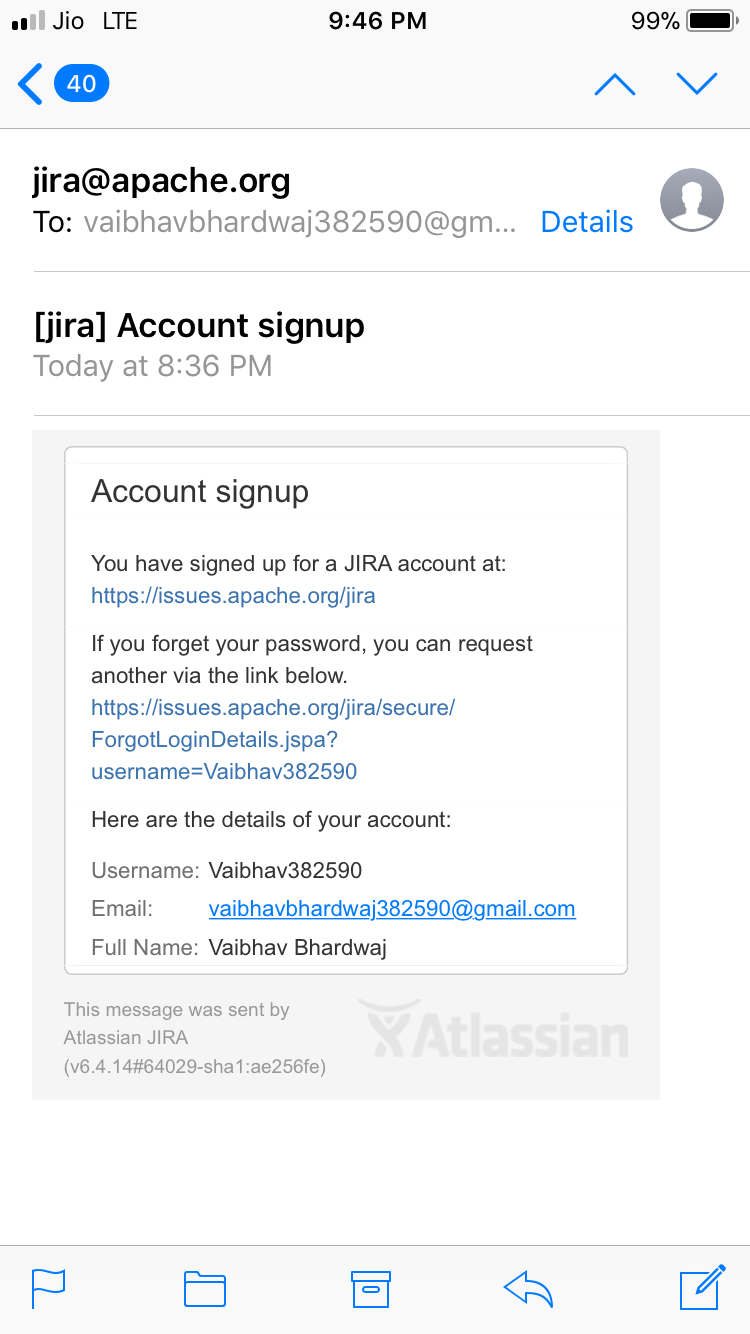 Jio LTE 9:46 PM 99%
40
jira@apache.org
To: vaibhavbhardwaj382590@gm... Details
[jira] Account signup
Today at 8:36 PM
Account signup
You have signed up for a JIRA account at:
https://issues.apache.org/jira
If you forget your password, you can request
another via the link below.
https://issues.apache.org/jira/secure/
ForgotLoginDetails.jspa?
username=Vaibhav382590
Here are the details of your account:
Username: Vaibhav382590
Email: vaibhavbhardwaj382590@gmail.com
Full Name: Vaibhav Bhardwaj
This message was sent by
Atlassian JIRA
(v6.4.14#64029-sha1:ae256fe)
Atlassian